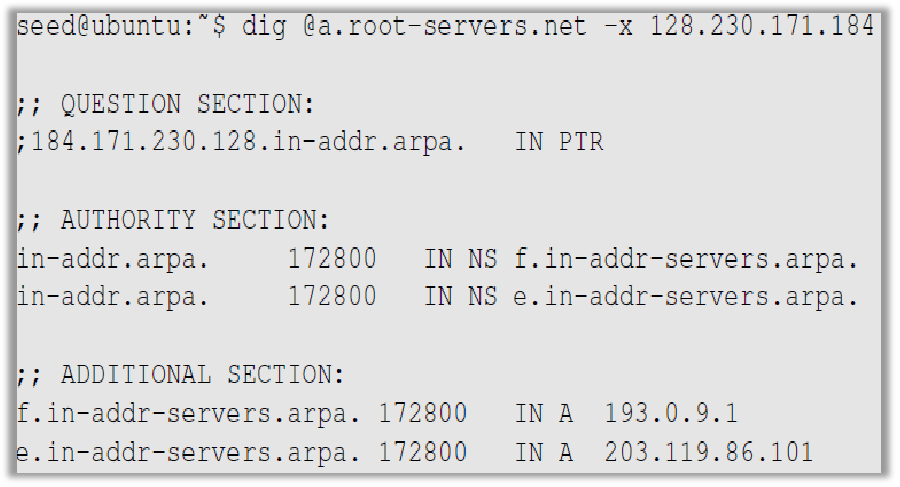 seed@ubuntu:~$ dig @a.root-servers.net -x 128.230.171.184
;; QUESTION SECTION:
;184.171.230.128.in-addr.arpa. IN PTR
;; AUTHORITY SECTION:
in-addr.arpa. 172800 IN NS f.in-addr-servers.arpa.
in-addr.arpa. 172800 IN NS e.in-addr-servers.arpa.
;; ADDITIONAL SECTION:
f.in-addr-servers.arpa. 172800 IN A 193.0.9.1
e.in-addr-servers.arpa. 172800 IN A 203.119.86.101